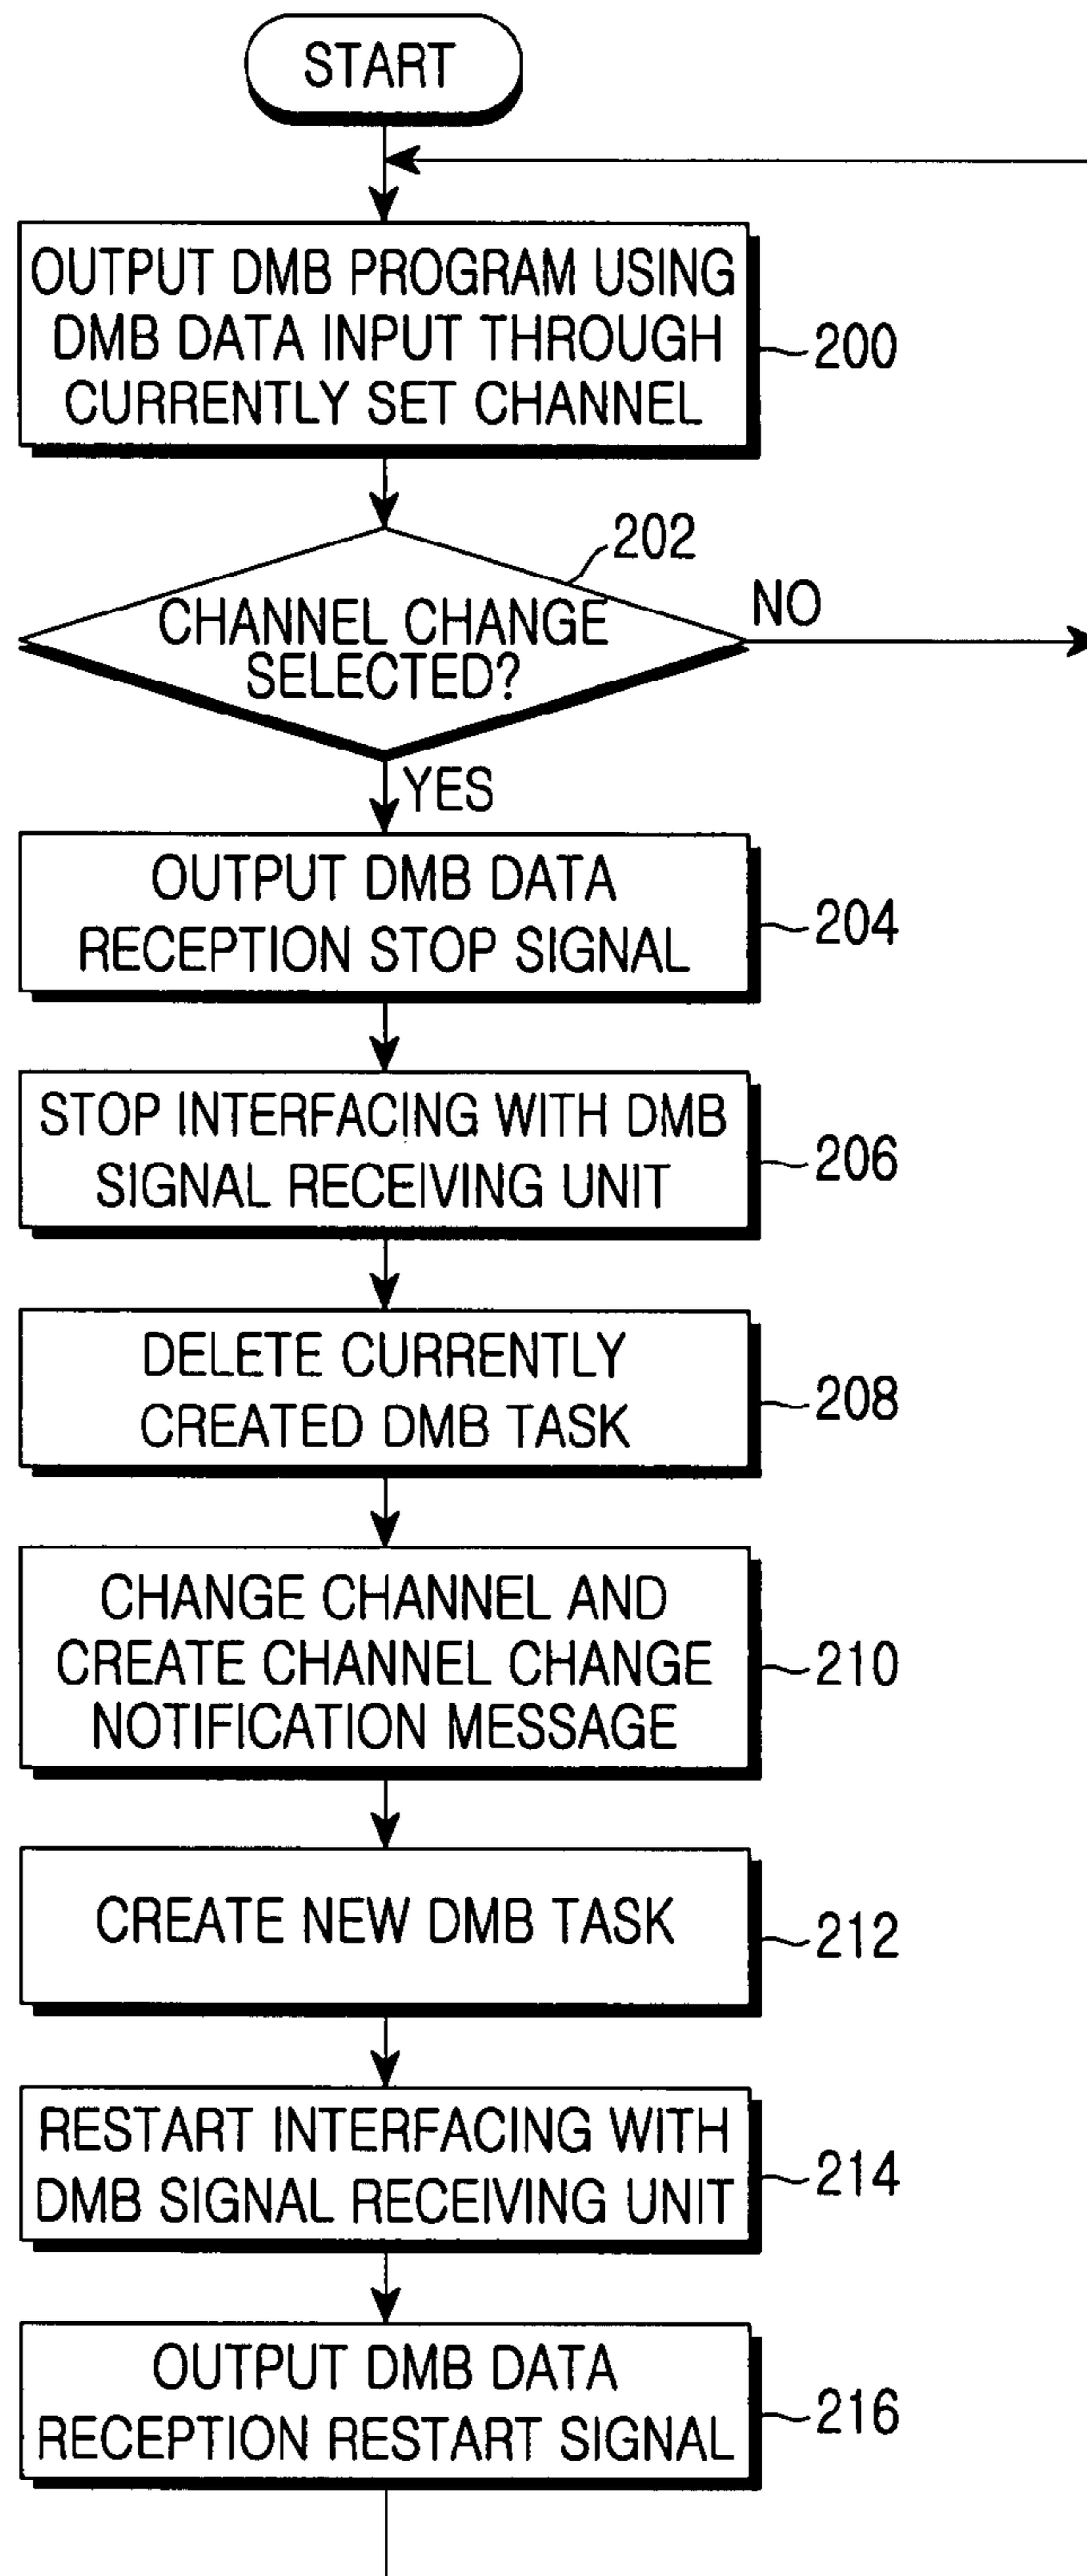 START
OUTPUT DMB PROGRAM USING
DMB DATA INPUT THROUGH
CURRENTLY SET CHANNEL
200
202
CHANNEL CHANGE
SELECTED?
NO
YES
OUTPUT DMB DATA
RECEPTION STOP SIGNAL
204
STOP INTERFACING WITH DMB
SIGNAL RECEIVING UNIT
206
DELETE CURRENTLY
CREATED DMB TASK
208
CHANGE CHANNEL AND
CREATE CHANNEL CHANGE
NOTIFICATION MESSAGE
210
CREATE NEW DMB TASK
212
RESTART INTERFACING WITH
DMB SIGNAL RECEIVING UNIT
214
OUTPUT DMB DATA
RECEPTION RESTART SIGNAL
216